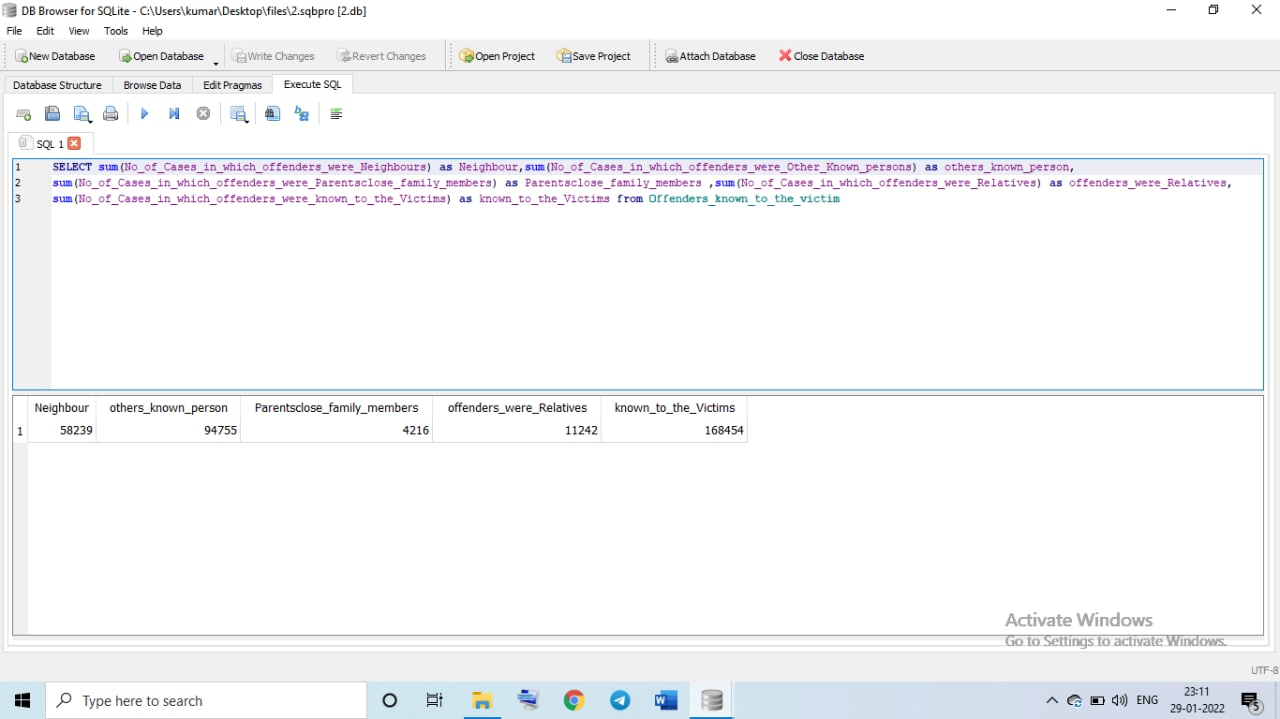 DB Browser for SQLite - C:\Users\kumar\Desktop\files\2.sqbpro [2.db]
File Edit View Tools Help
New Database Open Database Write Changes Revert Changes Open Project Save Project Attach Database Close Database
Database Structure Browse Data Edit Pragmas Execute SQL
SQL 1
1 SELECT sum(No_of_Cases_in_which_offenders_were_Neighbours) as Neighbour,sum(No_of_Cases_in_which_offenders_were_Other_Known_persons) as others_known_person,
2 sum(No_of_Cases_in_which_offenders_were_Parentsclose_family_members) as Parentsclose_family_members ,sum(No_of_Cases_in_which_offenders_were_Relatives) as offenders_were_Relatives,
3 sum(No_of_Cases_in_which_offenders_were_known_to_the_Victims) as known_to_the_Victims from Offenders_known_to_the_victim
Neighbour others_known_person Parentsclose_family_members offenders_were_Relatives known_to_the_Victims
1 58239 94755 4216 11242 168454
Activate Windows
Go to Settings to activate Windows.
UTF-8
Type here to search ENG 23:11
29-01-2022 5